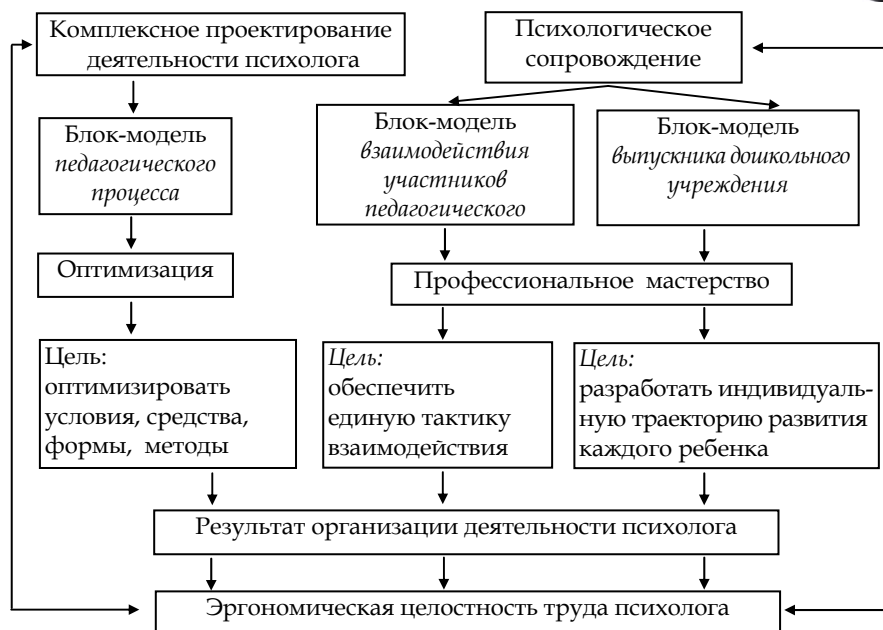 Комплексное проектирование
деятельности психолога
Психологическое
сопровождение
Блок-модель
педагогического
процесса
Блок-модель
взаимодействия
участников
педагогического
Блок-модель
выпускника дошкольного
учреждения
Оптимизация
Профессиональное мастерство
Цель:
оптимизировать
условия, средства,
формы, методы
Цель:
обеспечить
единую тактику
взаимодействия
Цель:
разработать индивидуаль-
ную траекторию развития
каждого ребенка
Результат организации деятельности психолога
Эргономическая целостность труда психолога